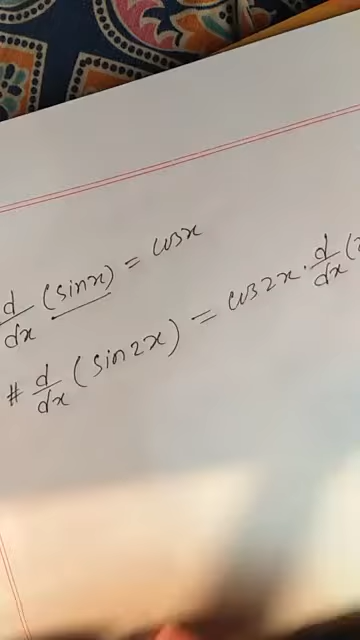 d/dx (sinx) = cosx
# d/dx (sin2x) = cos2x · d/dx (